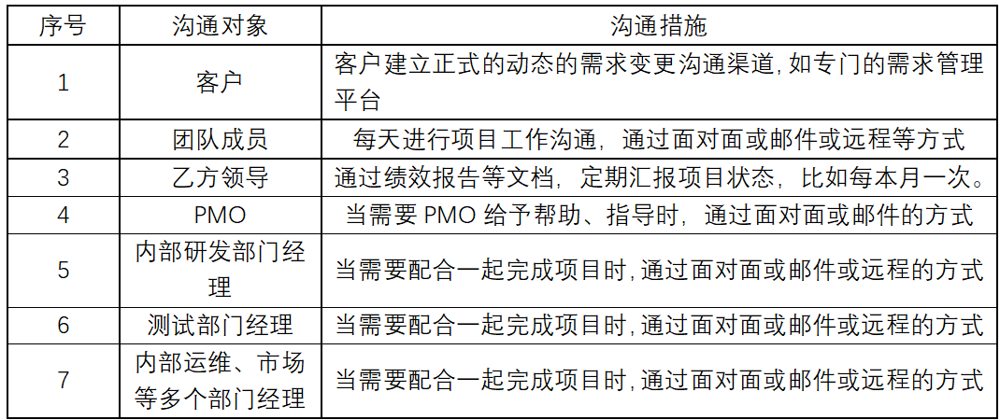 序号 沟通对象 沟通措施
1 客户 客户建立正式的动态的需求变更沟通渠道,如专门的需求管理
平台
2 团队成员 每天进行项目工作沟通，通过面对面或邮件或远程等方式
3 乙方领导 通过绩效报告等文档，定期汇报项目状态，比如每本月一次。
4 PMO 当需要 PMO 给予帮助、指导时，通过面对面或邮件的方式
5 内部研发部门经
理 当需要配合一起完成项目时,通过面对面或邮件或远程的方式
6 测试部门经理 当需要配合一起完成项目时,通过面对面或邮件或远程的方式
7 内部运维、市场
等多个部门经理 当需要配合一起完成项目时,通过面对面或邮件或远程的方式